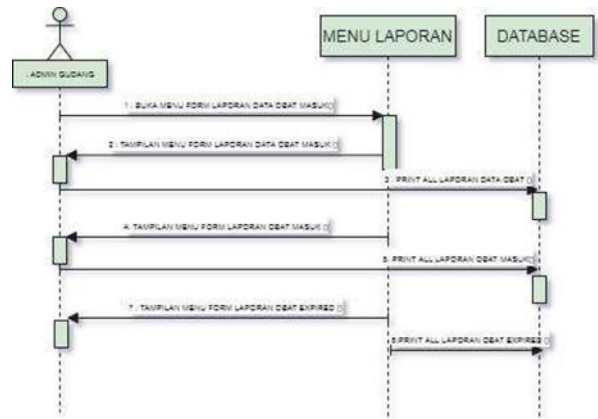 MENU LAPORAN
DATABASE
: ADMIN GUDANG
1 : BUKA MENU FORM LAPORAN DATA OBAT MASUK()
2 : TAMPILAN MENU FORM LAPORAN DATA OBAT MASUK()
3 : PRINT ALL LAPORAN DATA OBAT ()
4. TAMPILAN MENU FORM LAPORAN OBAT MASUK()
PRINT ALL LAPORAN OBAT MASUK()
7 : TAMPILAN MENU FORM LAPORAN OBAT EXPIRED ()
PRINT ALL LAPORAN OBAT EXPIRED ()